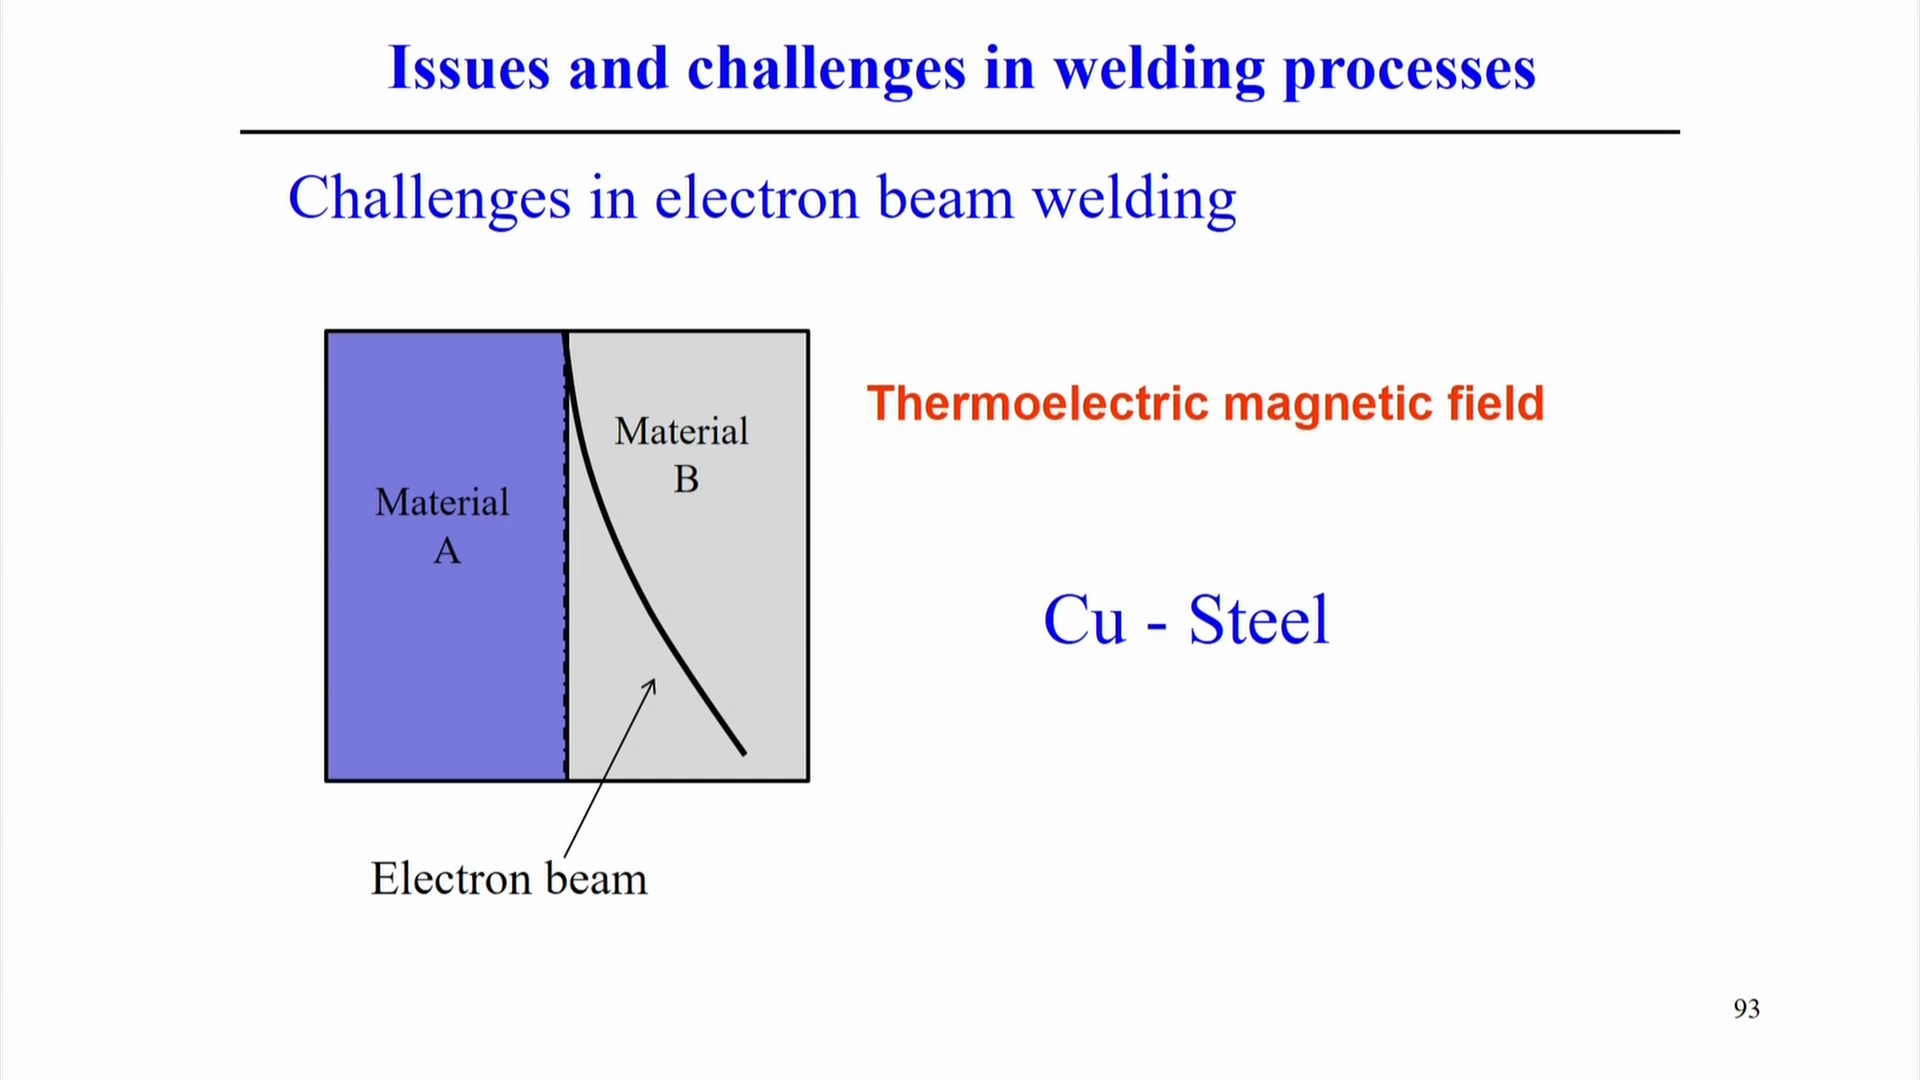 Issues and challenges in welding processes
Challenges in electron beam welding
Material
A
Material
B
Thermoelectric magnetic field
Cu - Steel
Electron beam
93